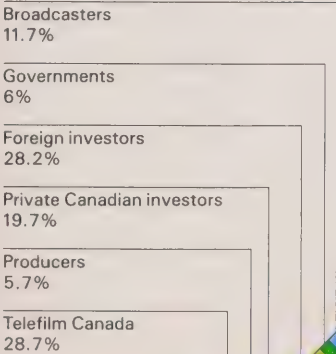 Broadcasters
11.7%
Governments
6%
Foreign investors
28.2%
Private Canadian investors
19.7%
Producers
5.7%
Telefilm Canada
28.7%